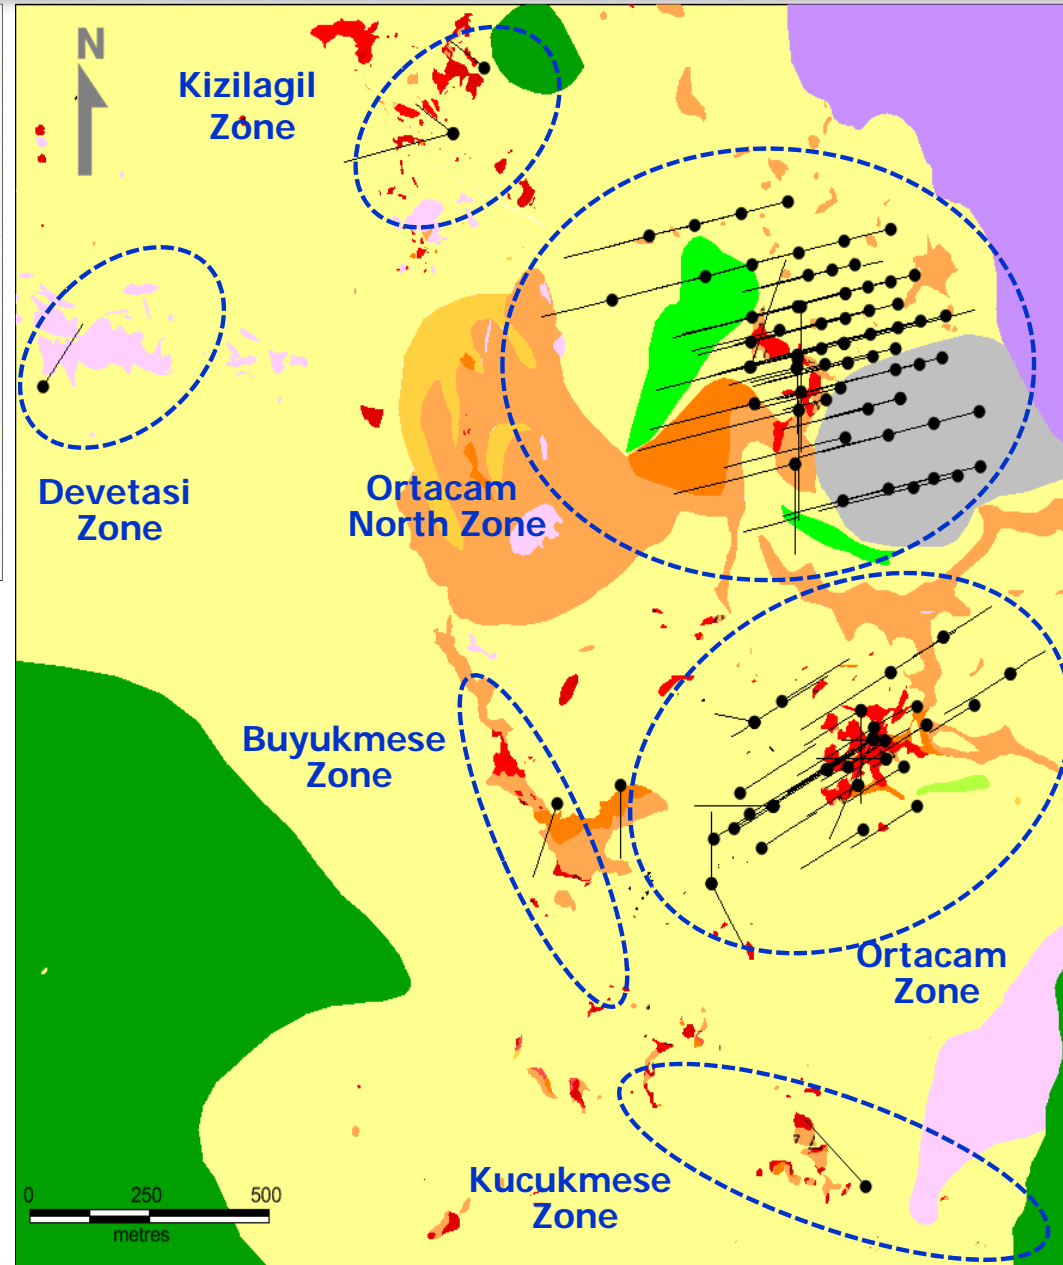 N
Kizilagil
Zone
Devetasi
Zone
Ortacam
North Zone
Buyukmese
Zone
Ortacam
Zone
Kucukmese
Zone
0 250 500
metres